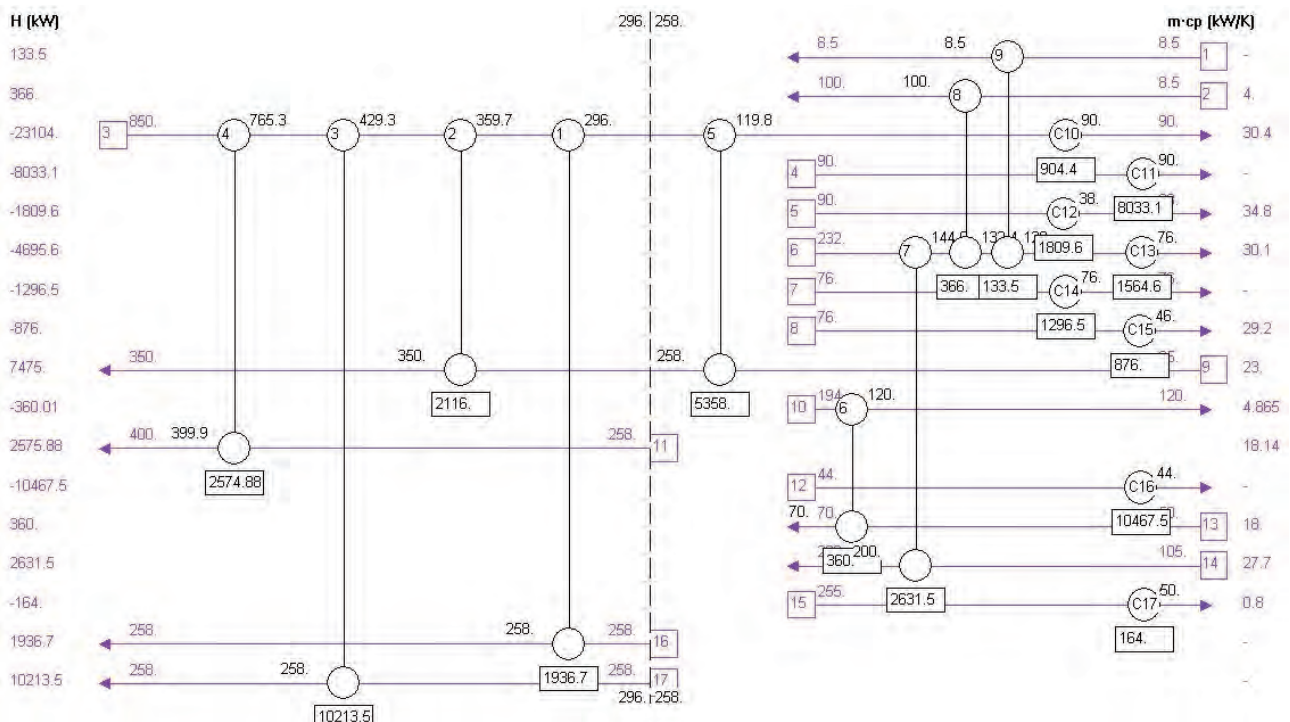 H (kW) 296. 258. m·cp (kW/K)
133.5 8.5 8.5 9 8.5 1 -
366. 100. 100. 8 8.5 2 4.
-23104. 3 850. 4 765.3 3 429.3 2 359.7 1 296. 5 119.8 C10 90. 90. 30.4
-8033.1 4 90. 904.4 C11 90. -
-1809.6 5 90. C12 38. 8033.1 34.8
-4695.6 6 232. 7 1809.6 C13 76. 30.1
-1296.5 7 76. 366. 133.5 C14 76. 1564.6 -
-876. 8 76. 1296.5 C15 46. 29.2
7475. 350. 350. 258. 876. 9 23.
2116. 5358.
-360.01 10 194. 6 120. 120. 4.865
2575.88 400. 399.9 258. 11 18.14
2574.88
-10467.5 12 44. C16 44. -
360. 70. 70. 10467.5 13 18.
2631.5 360. 200. 105. 14 27.7
-164. 15 255. 2631.5 C17 50. 0.8
1936.7 258. 258. 258. 16 164. -
10213.5 258. 258. 1936.7 258. 17 -
296. 258.
10213.5